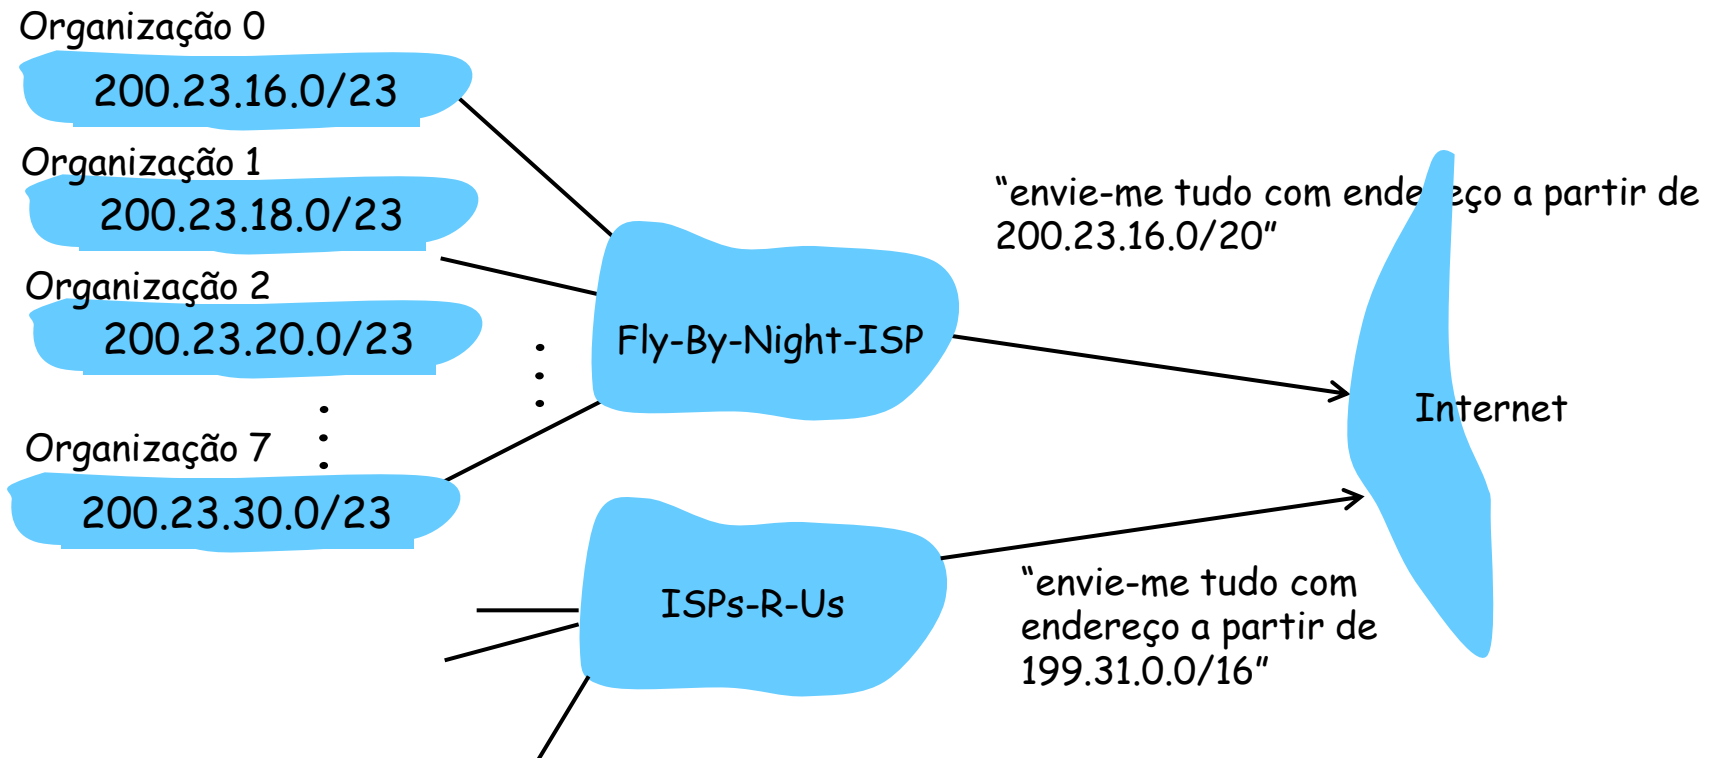 Organização 0
200.23.16.0/23
Organização 1
200.23.18.0/23
Organização 2
200.23.20.0/23
Organização 7
200.23.30.0/23
Fly-By-Night-ISP
“envie-me tudo com endereço a partir de
200.23.16.0/20”
Internet
ISPs-R-Us
“envie-me tudo com
endereço a partir de
199.31.0.0/16”